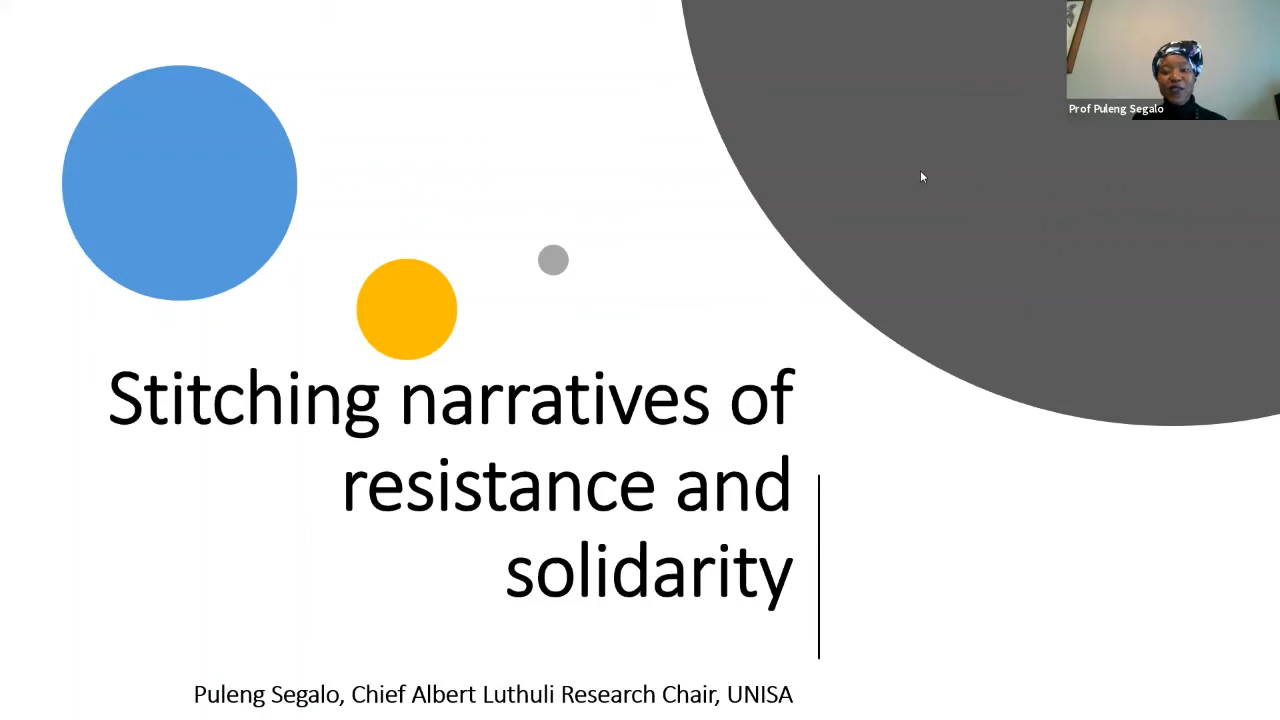 Prof Puleng Segalo
Stitching narratives of
resistance and
solidarity
Puleng Segalo, Chief Albert Luthuli Research Chair, UNISA